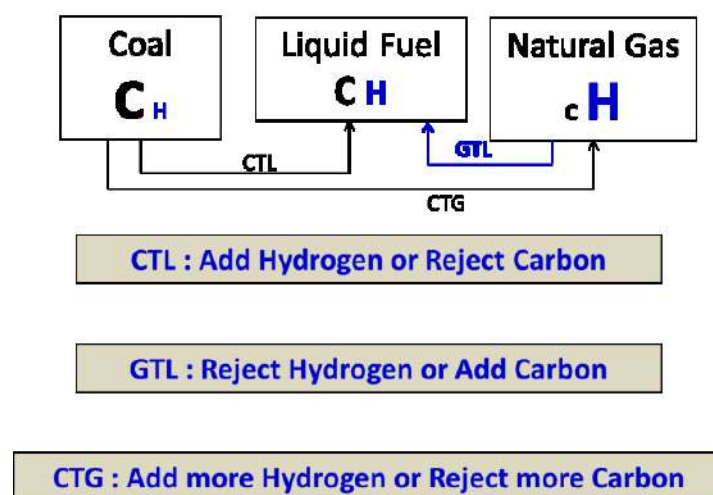 Coal
C H
Liquid Fuel
C H
Natural Gas
c H
CTL
GTL
CTG
CTL : Add Hydrogen or Reject Carbon
GTL : Reject Hydrogen or Add Carbon
CTG : Add more Hydrogen or Reject more Carbon